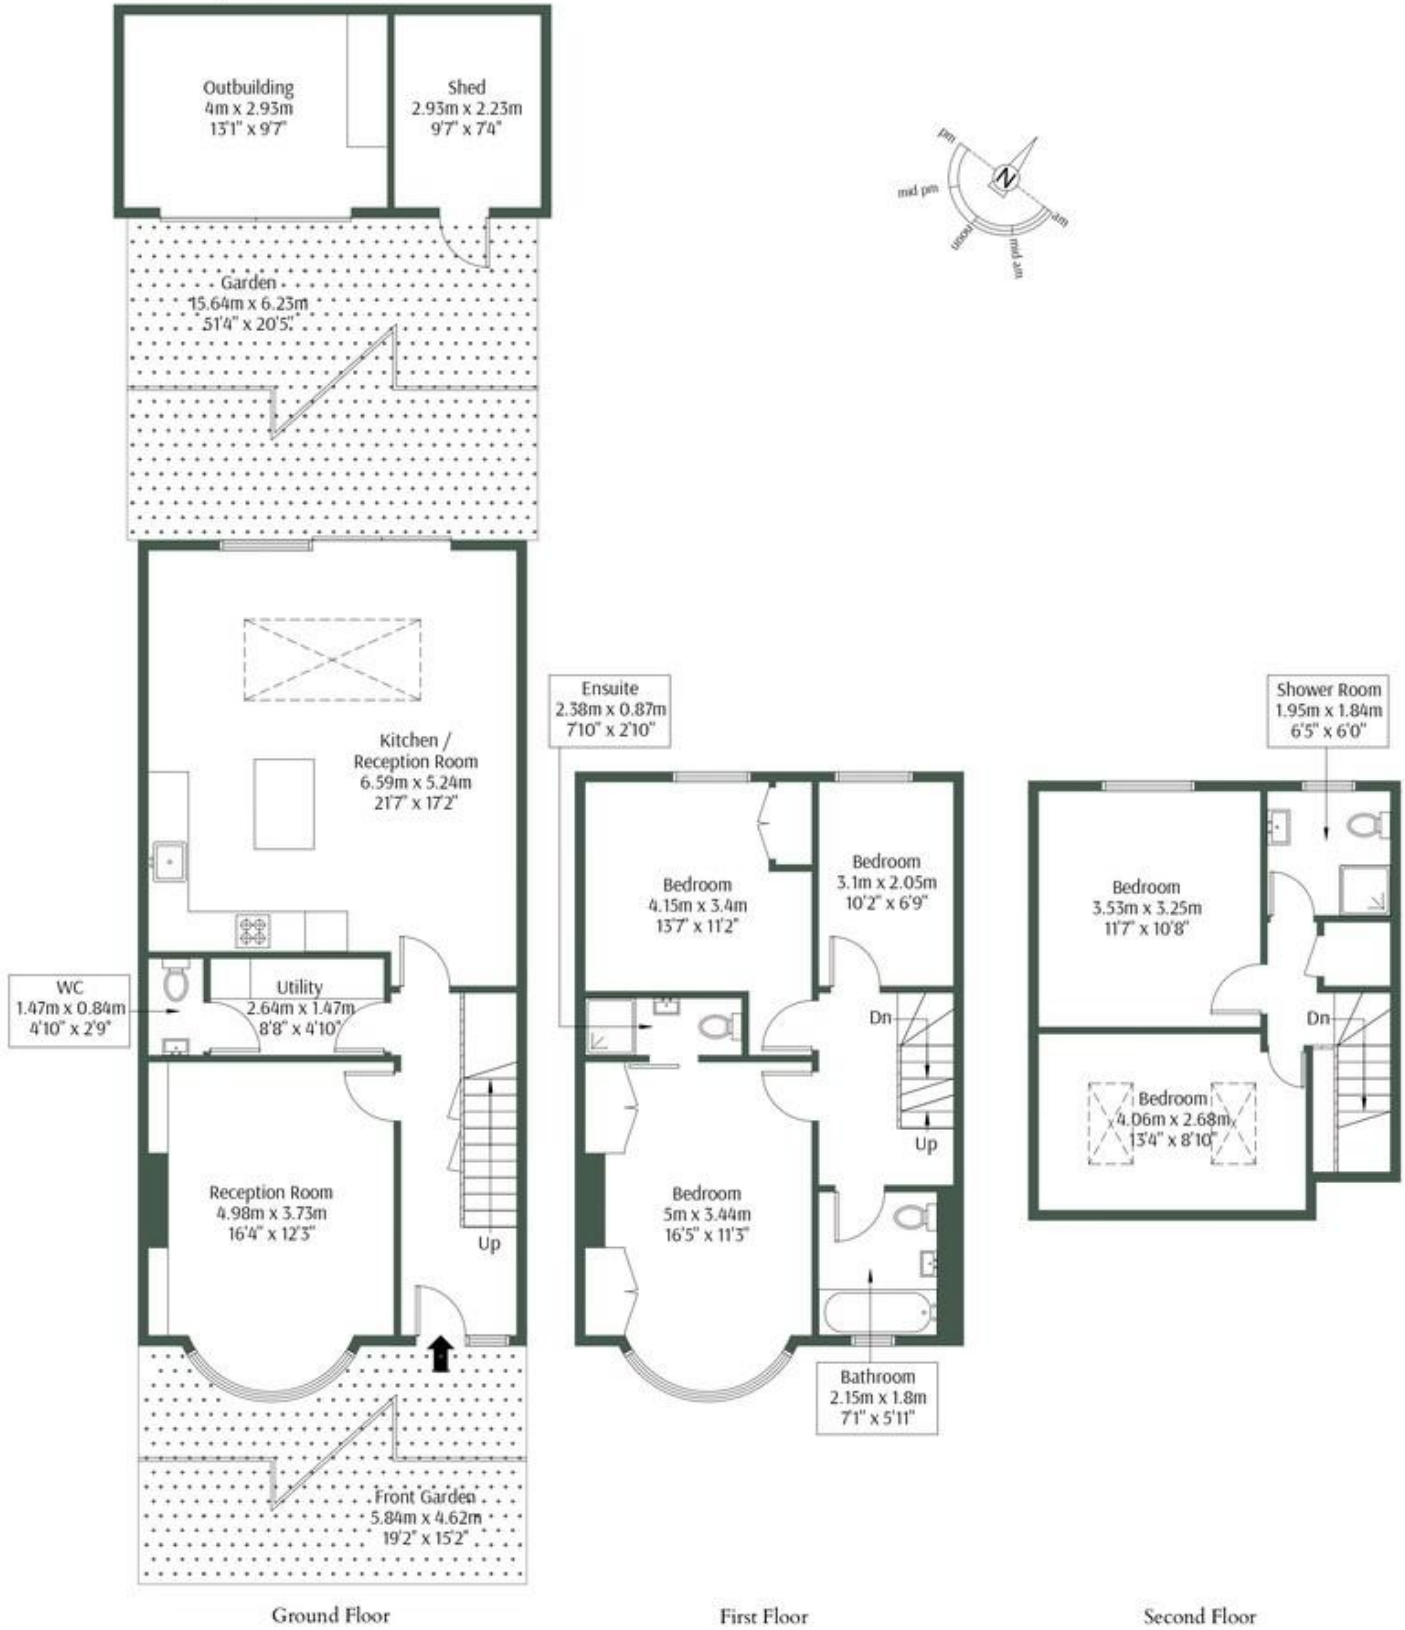 Outbuilding
4m x 2.93m
13'1" x 9'7"
Shed
2.93m x 2.23m
9'7" x 7'4"
pm
mid pm
noon
mid am
am
N
Garden
15.64m x 6.23m
51'4" x 20'5"
Kitchen /
Reception Room
6.59m x 5.24m
21'7" x 17'2"
WC
1.47m x 0.84m
4'10" x 2'9"
Utility
2.64m x 1.47m
8'8" x 4'10"
Reception Room
4.98m x 3.73m
16'4" x 12'3"
Up
Front Garden
5.84m x 4.62m
19'2" x 15'2"
Ground Floor
Ensuite
2.38m x 0.87m
7'10" x 2'10"
Bedroom
4.15m x 3.4m
13'7" x 11'2"
Bedroom
3.1m x 2.05m
10'2" x 6'9"
Dn
Up
Bedroom
5m x 3.44m
16'5" x 11'3"
Bathroom
2.15m x 1.8m
7'1" x 5'11"
First Floor
Shower Room
1.95m x 1.84m
6'5" x 6'0"
Bedroom
3.53m x 3.25m
11'7" x 10'8"
Dn
Bedroom
4.06m x 2.68m
13'4" x 8'10"
Second Floor